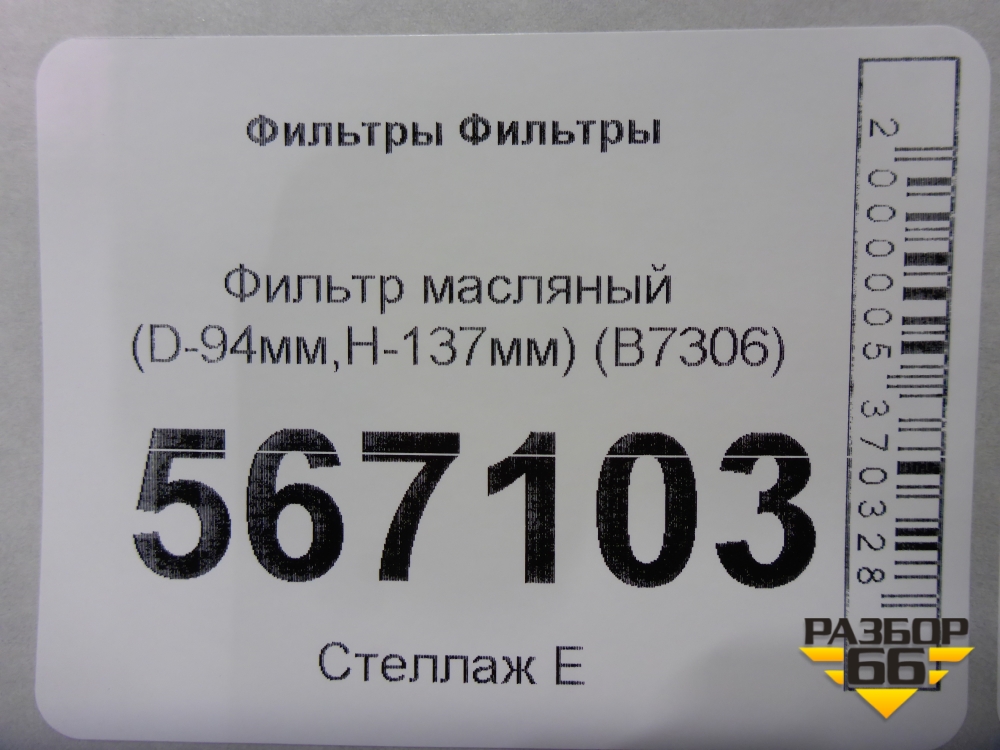 Фильтры Фильтры
Фильтр масляный
(D-94мм,H-137мм) (B7306)
567103
Стеллаж Е
2000005370328
РАЗБОР
66